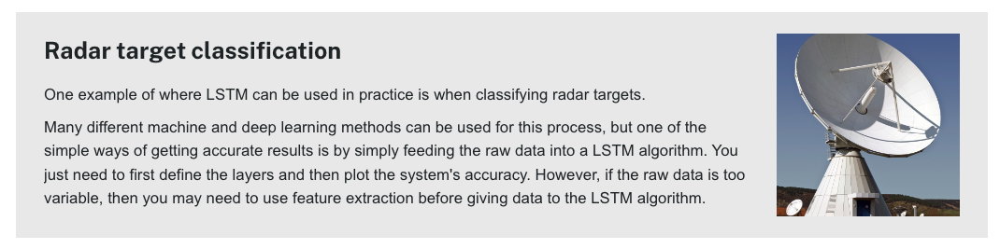 Radar target classification
One example of where LSTM can be used in practice is when classifying radar targets.
Many different machine and deep learning methods can be used for this process, but one of the
simple ways of getting accurate results is by simply feeding the raw data into a LSTM algorithm. You
just need to first define the layers and then plot the system's accuracy. However, if the raw data is too
variable, then you may need to use feature extraction before giving data to the LSTM algorithm.